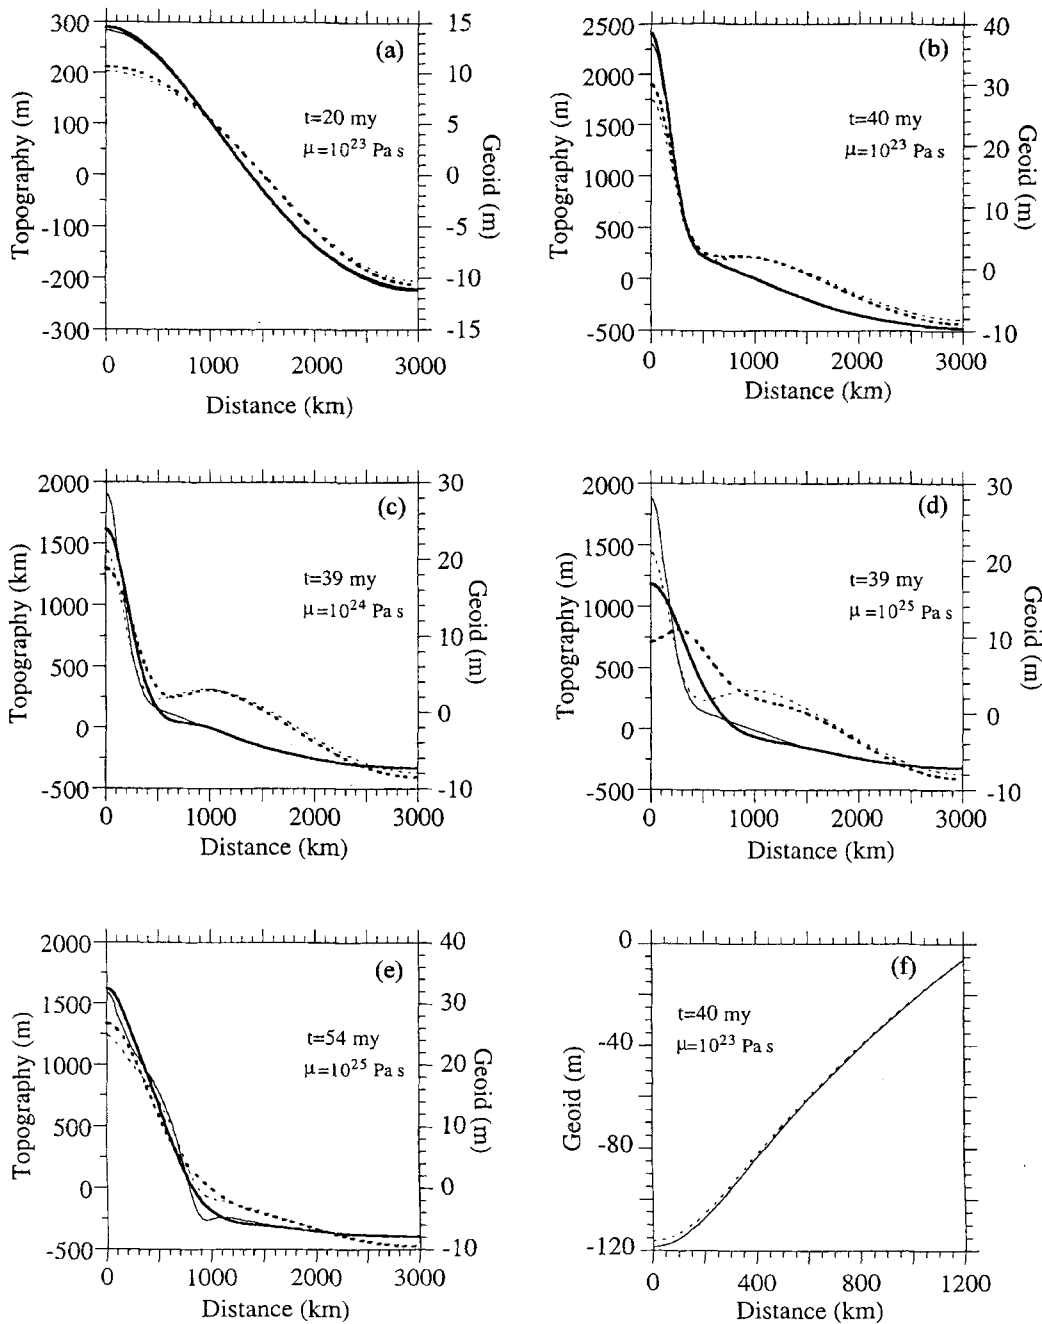 (a)
300
200
100
0
-100
-200
-300
Topography (m)
15
10
5
0
-5
-10
-15
Geoid (m)
t=20 my
μ=10²³ Pa s
0 1000 2000 3000
Distance (km)
(b)
2500
2000
1500
1000
500
0
-500
Topography (m)
40
30
20
10
0
-10
Geoid (m)
t=40 my
μ=10²³ Pa s
0 1000 2000 3000
Distance (km)
(c)
2000
1500
1000
500
0
-500
Topography (km)
30
20
10
0
-10
Geoid (m)
t=39 my
μ=10²⁴ Pa s
0 1000 2000 3000
Distance (km)
(d)
2000
1500
1000
500
0
-500
Topography (m)
30
20
10
0
-10
Geoid (m)
t=39 my
μ=10²⁵ Pa s
0 1000 2000 3000
Distance (km)
(e)
2000
1500
1000
500
0
-500
Topography (m)
40
30
20
10
0
-10
Geoid (m)
t=54 my
μ=10²⁵ Pa s
0 1000 2000 3000
Distance (km)
(f)
0
-40
-80
-120
Geoid (m)
t=40 my
μ=10²³ Pa s
0 400 800 1200
Distance (km)